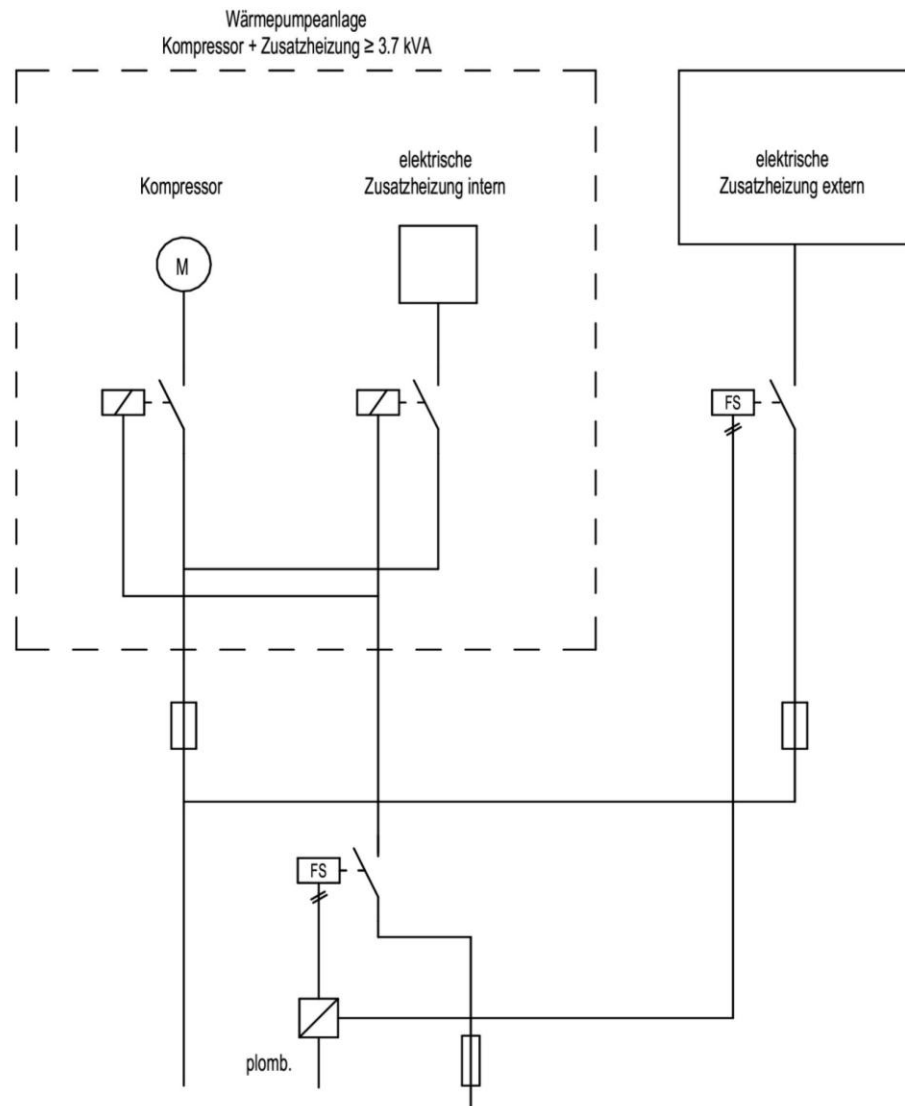 Wärmepumpeanlage
Kompressor + Zusatzheizung ≥ 3.7 kVA
Kompressor
elektrische
Zusatzheizung intern
elektrische
Zusatzheizung extern
M
FS
FS
plomb.